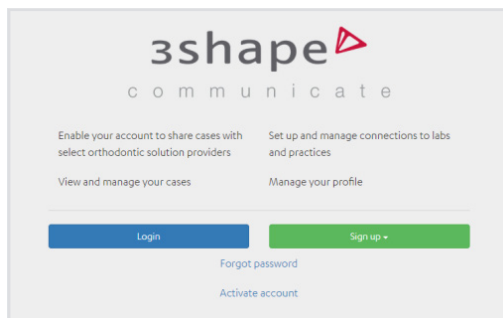 3shape
communicate
Enable your account to share cases with
select orthodontic solution providers
View and manage your cases
Set up and manage connections to labs
and practices
Manage your profile
Login
Sign up
Forgot password
Activate account